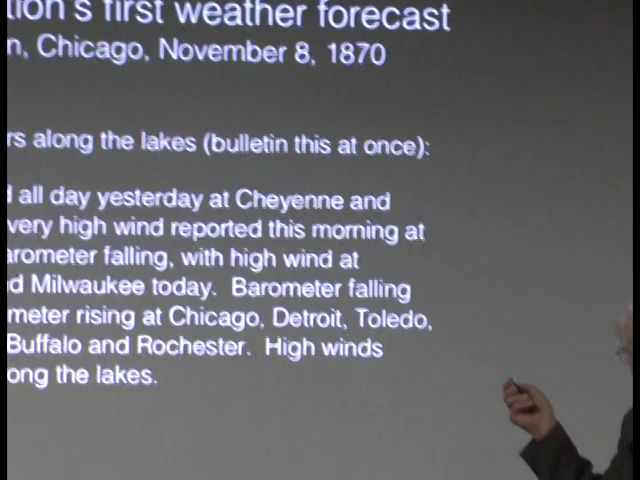 tion's first weather forecast
n, Chicago, November 8, 1870
rs along the lakes (bulletin this at once):
all day yesterday at Cheyenne and
very high wind reported this morning at
arometer falling, with high wind at
d Milwaukee today. Barometer falling
meter rising at Chicago, Detroit, Toledo,
Buffalo and Rochester. High winds
ong the lakes.